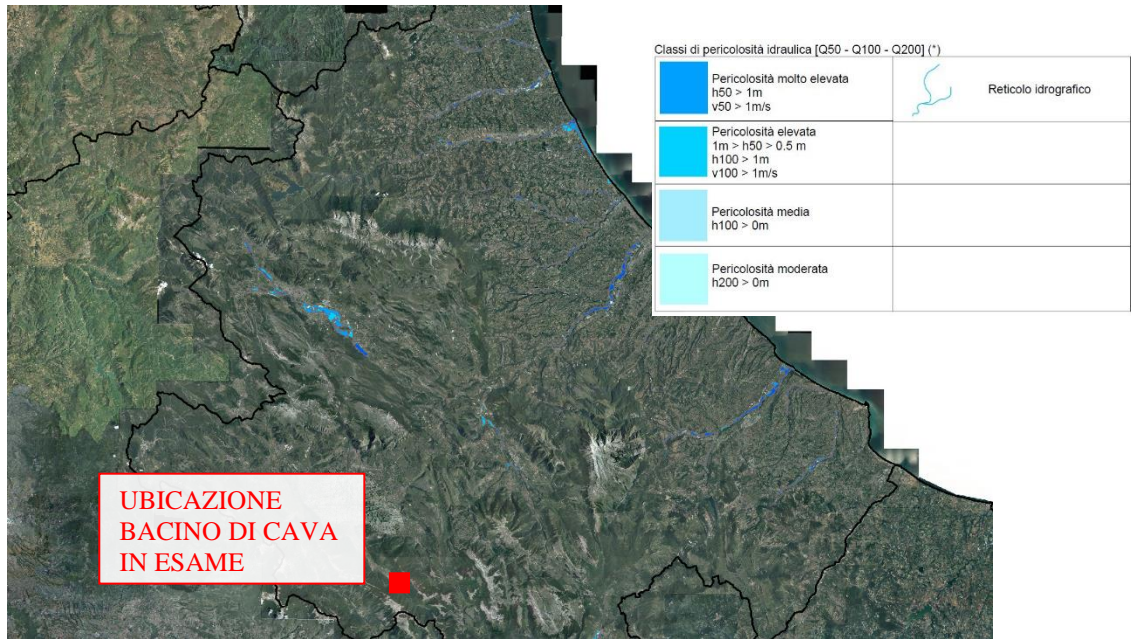 Classi di pericolosità idraulica [Q50 - Q100 - Q200] (*)
Pericolosità molto elevata
h50 > 1m
v50 > 1m/s
Reticolo idrografico
Pericolosità elevata
1m > h50 > 0.5 m
h100 > 1m
v100 > 1m/s
Pericolosità media
h100 > 0m
Pericolosità moderata
h200 > 0m
UBICAZIONE
BACINO DI CAVA
IN ESAME